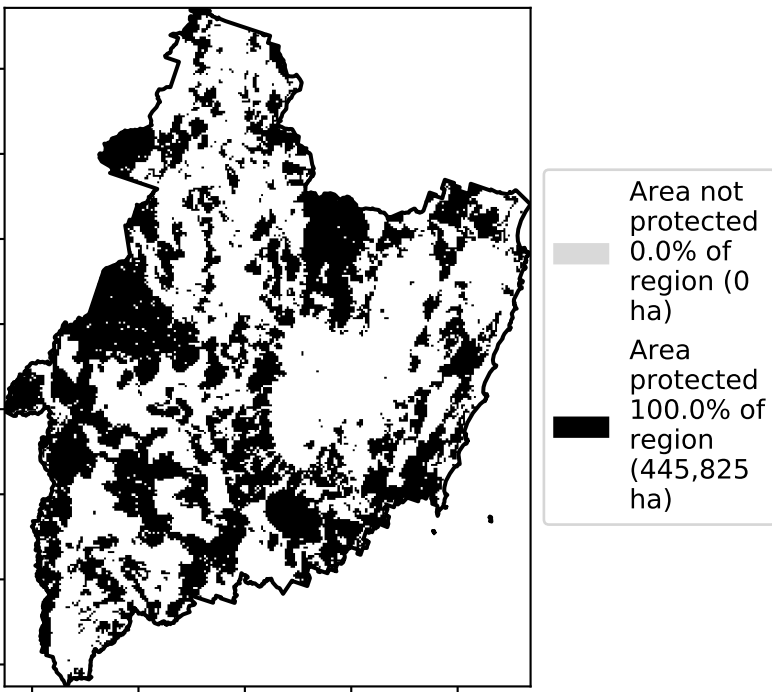 Area not
protected
0.0% of
region (0
ha)
Area
protected
100.0% of
region
(445,825
ha)